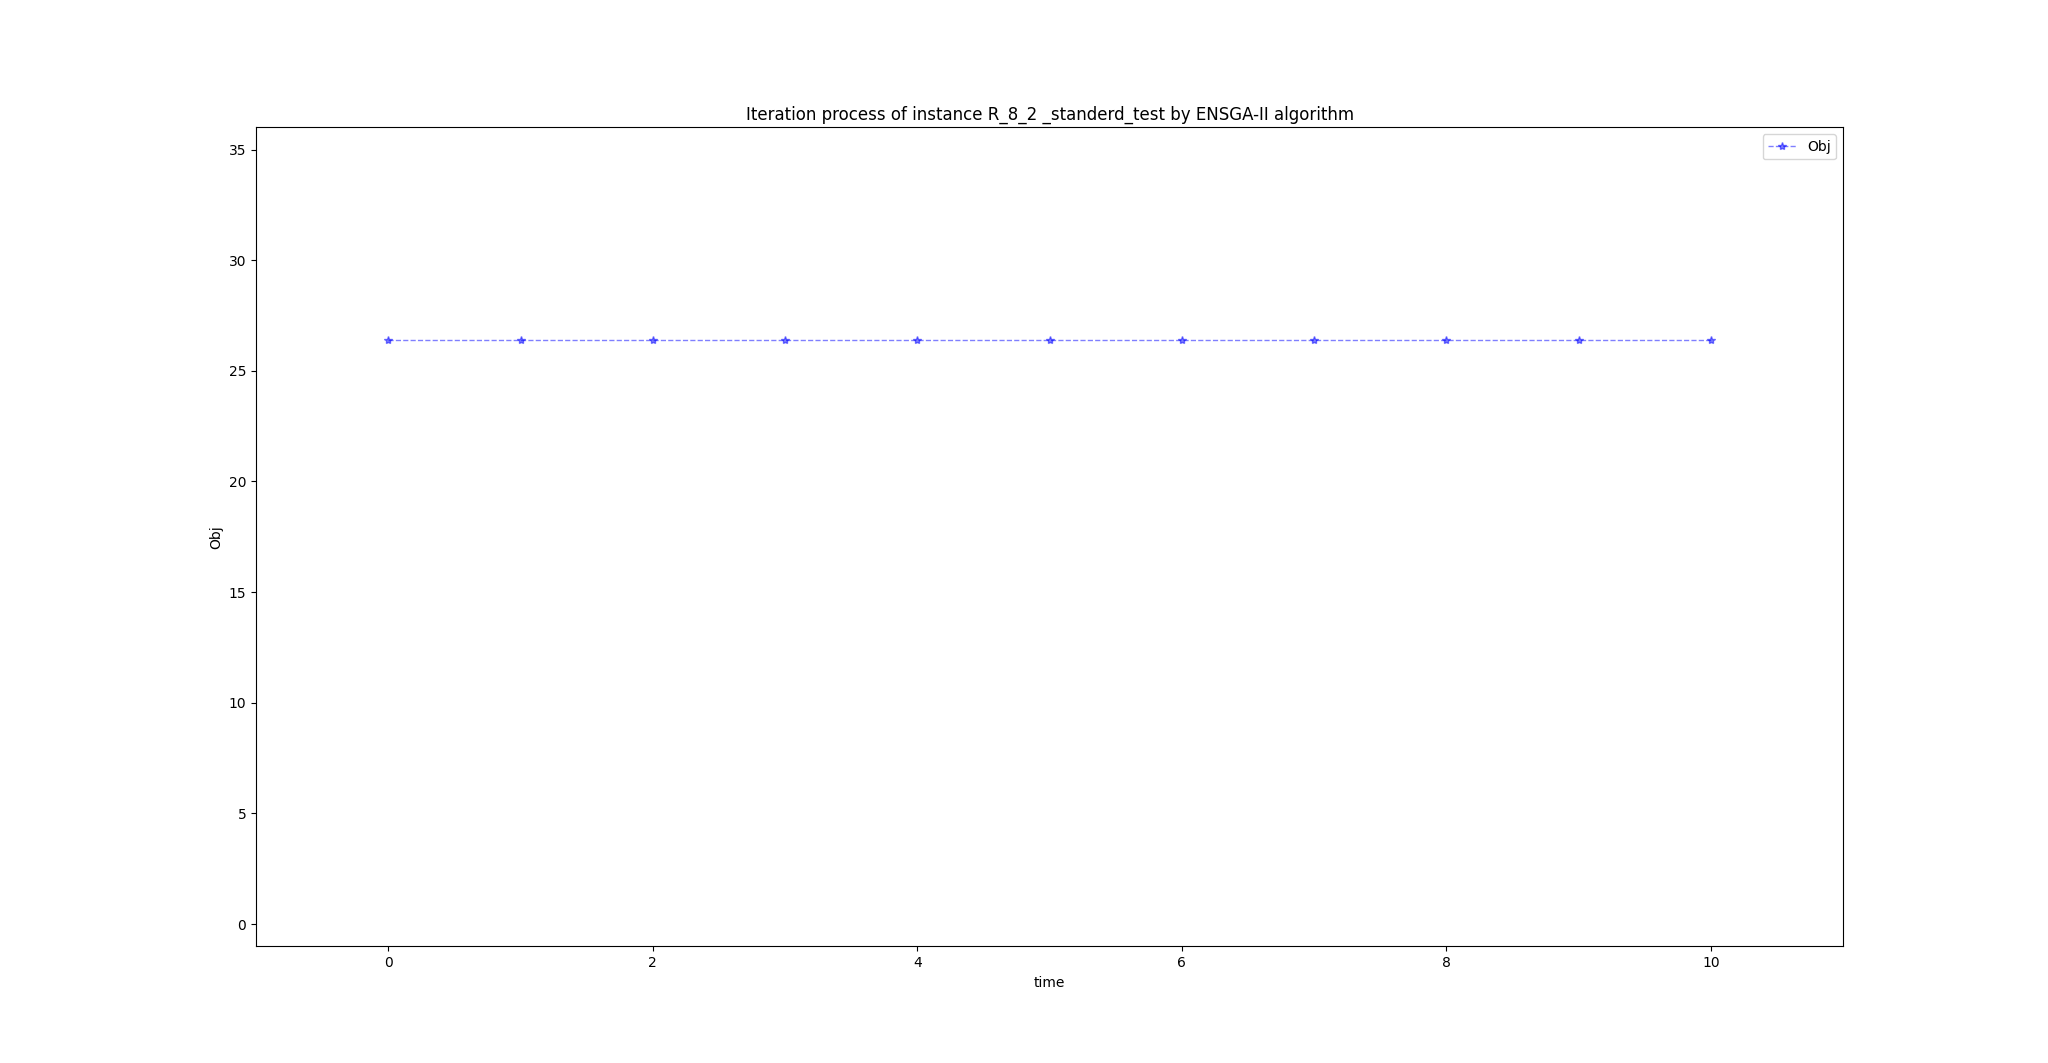 Iteration process of instance R_8_2 _standerd_test by ENSGA-II algorithm
Obj
35
30
25
20
15
10
5
0
Obj
0 2 4 6 8 10
time